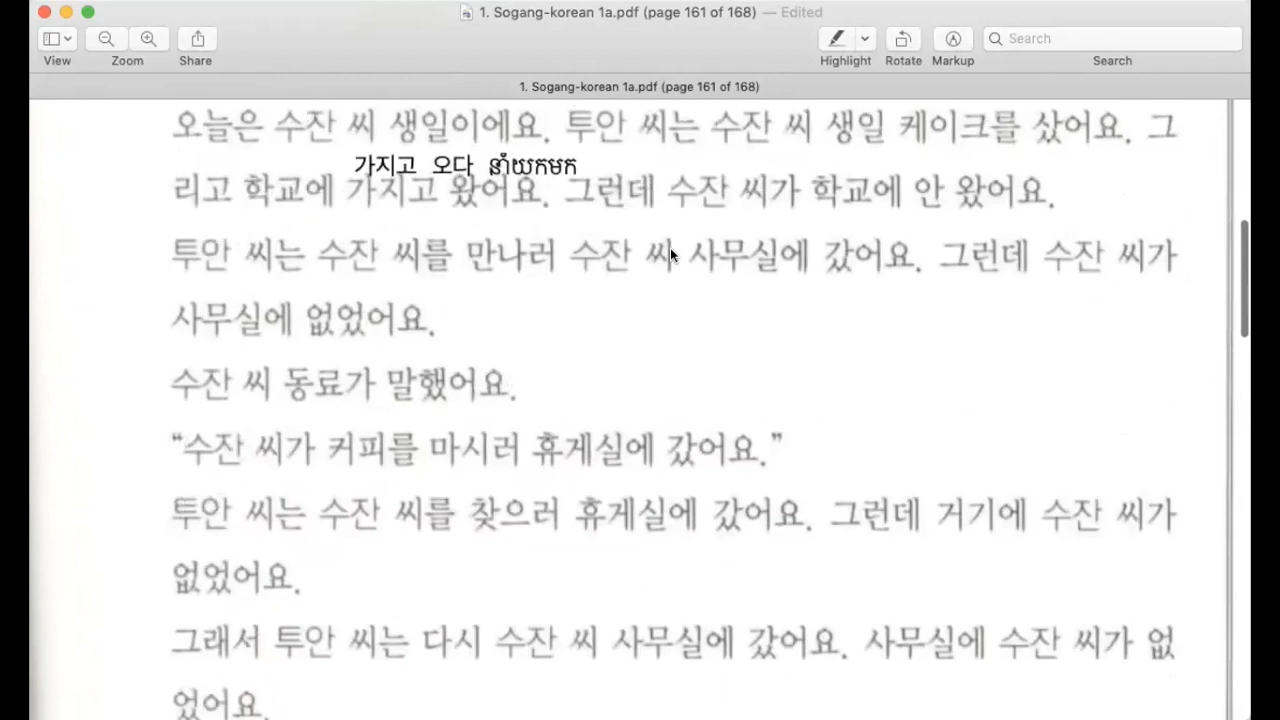 1. Sogang-korean 1a.pdf (page 161 of 168) — Edited
View
Zoom
Share
Highlight
Rotate
Markup
Search
Search
1. Sogang-korean 1a.pdf (page 161 of 168)
오늘은 수잔 씨 생일이에요. 투안 씨는 수잔 씨 생일 케이크를 샀어요. 그
가지고 오다 នាំយកមក
리고 학교에 가지고 왔어요. 그런데 수잔 씨가 학교에 안 왔어요.
투안 씨는 수잔 씨를 만나러 수잔 씨 사무실에 갔어요. 그런데 수잔 씨가
사무실에 없었어요.
수잔 씨 동료가 말했어요.
“수잔 씨가 커피를 마시러 휴게실에 갔어요.”
투안 씨는 수잔 씨를 찾으러 휴게실에 갔어요. 그런데 거기에 수잔 씨가
없었어요.
그래서 투안 씨는 다시 수잔 씨 사무실에 갔어요. 사무실에 수잔 씨가 없
었어요.